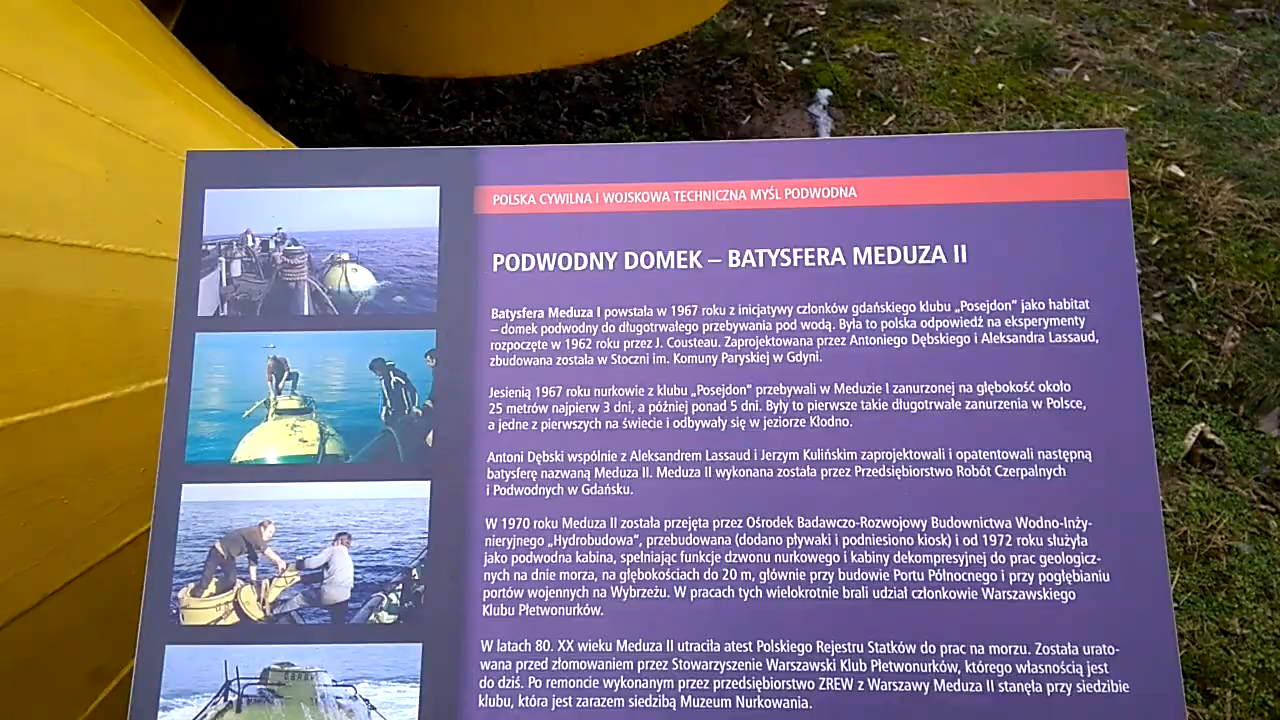 POLSKA CYWILNA I WOJSKOWA TECHNICZNA MYŚL PODWODNA
PODWODNY DOMEK – BATYSFERA MEDUZA II
Batysfera Meduza I powstała w 1967 roku z inicjatywy członków gdańskiego klubu „Posejdon" jako habitat
– domek podwodny do długotrwałego przebywania pod wodą. Była to polska odpowiedź na eksperymenty
rozpoczęte w 1962 roku przez J. Cousteau. Zaprojektowana przez Antoniego Dębskiego i Aleksandra Lassaud,
zbudowana została w Stoczni im. Komuny Paryskiej w Gdyni.
Jesienią 1967 roku nurkowie z klubu „Posejdon" przebywali w Meduzie I zanurzonej na głębokość około
25 metrów najpierw 3 dni, a później ponad 5 dni. Były to pierwsze takie długotrwałe zanurzenia w Polsce,
a jedne z pierwszych na świecie i odbywały się w jeziorze Kłodno.
Antoni Dębski wspólnie z Aleksandrem Lassaud i Jerzym Kulińskim zaprojektowali i opatentowali następną
batysferę nazwaną Meduza II. Meduza II wykonana została przez Przedsiębiorstwo Robót Czerpalnych
i Podwodnych w Gdańsku.
W 1970 roku Meduza II została przejęta przez Ośrodek Badawczo-Rozwojowy Budownictwa Wodno-Inży-
nieryjnego „Hydrobudowa", przebudowana (dodano pływaki i podniesiono kiosk) i od 1972 roku służyła
jako podwodna kabina, spełniając funkcje dzwonu nurkowego i kabiny dekompresyjnej do prac geologicz-
nych na dnie morza, na głębokościach do 20 m, głównie przy budowie Portu Północnego i przy pogłębianiu
portów wojennych na Wybrzeżu. W pracach tych wielokrotnie brali udział członkowie Warszawskiego
Klubu Płetwonurków.
W latach 80. XX wieku Meduza II utraciła atest Polskiego Rejestru Statków do prac na morzu. Została urato-
wana przed złomowaniem przez Stowarzyszenie Warszawski Klub Płetwonurków, którego własnością jest
do dziś. Po remoncie wykonanym przez przedsiębiorstwo ZREW z Warszawy Meduza II stanęła przy siedzibie
klubu, która jest zarazem siedzibą Muzeum Nurkowania.